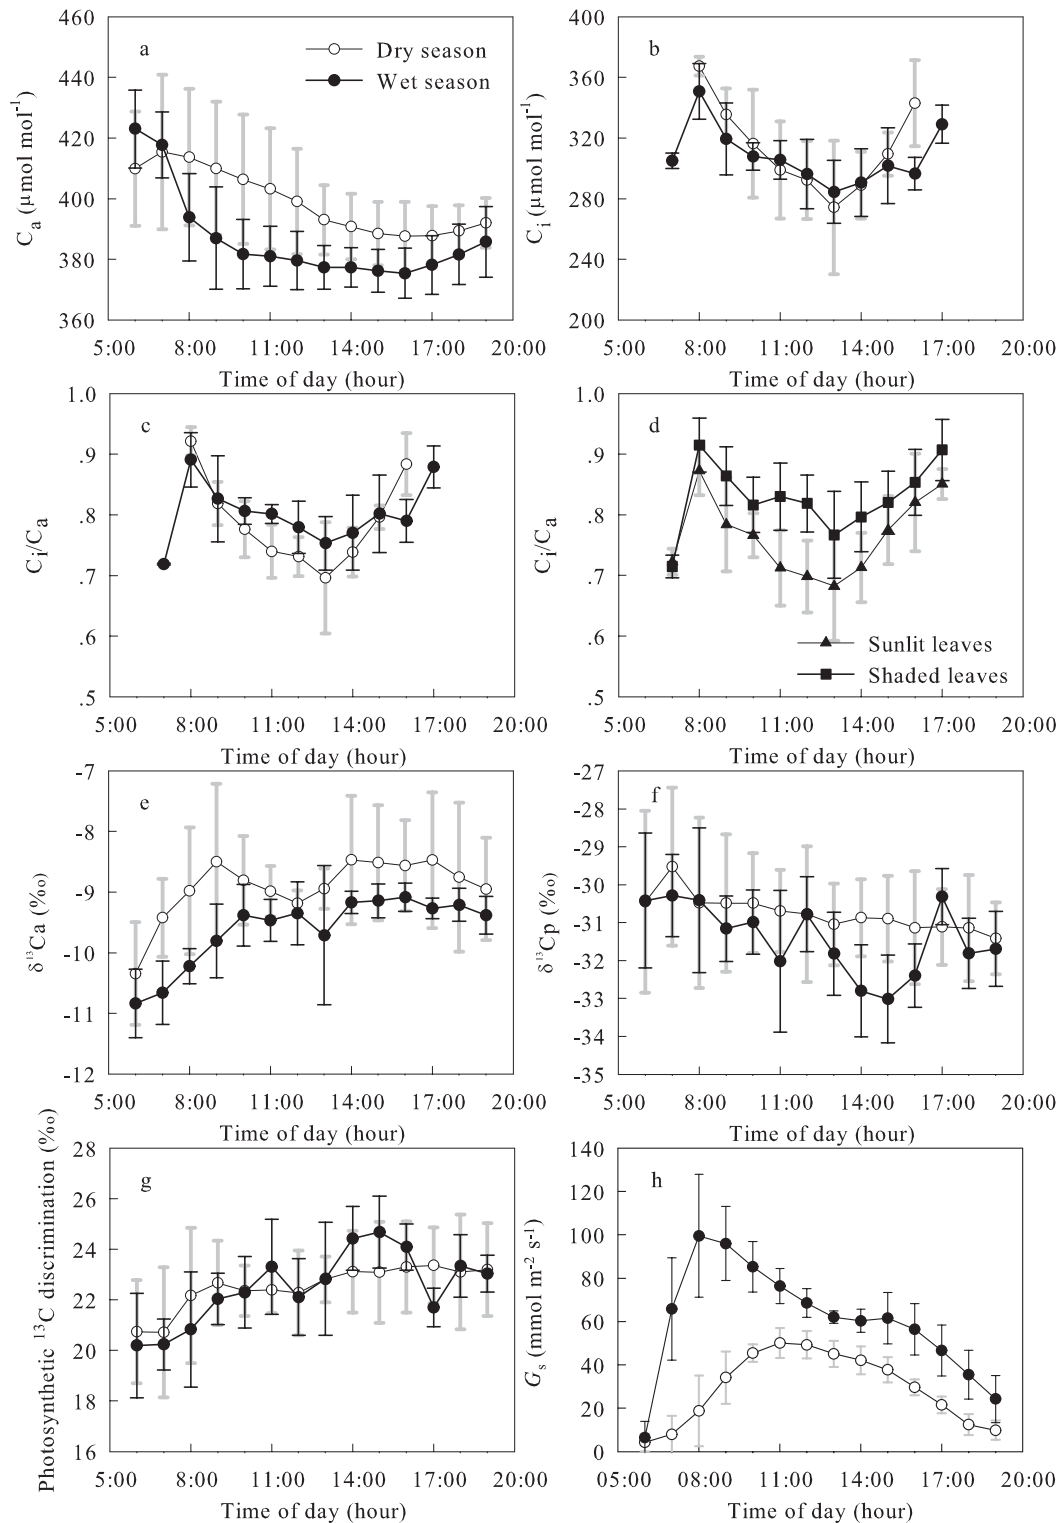 460
440
420
400
380
360
C_a (μmol mol⁻¹)
a
Dry season
Wet season
5:00 8:00 11:00 14:00 17:00 20:00
Time of day (hour)
400
360
320
280
240
200
C_i (μmol mol⁻¹)
b
5:00 8:00 11:00 14:00 17:00 20:00
Time of day (hour)
1.0
.9
.8
.7
.6
.5
C_i/C_a
c
5:00 8:00 11:00 14:00 17:00 20:00
Time of day (hour)
1.0
.9
.8
.7
.6
.5
C_i/C_a
d
Sunlit leaves
Shaded leaves
5:00 8:00 11:00 14:00 17:00 20:00
Time of day (hour)
-7
-8
-9
-10
-11
-12
δ¹³Ca (‰)
e
5:00 8:00 11:00 14:00 17:00 20:00
Time of day (hour)
-27
-28
-29
-30
-31
-32
-33
-34
-35
δ¹³Cp (‰)
f
5:00 8:00 11:00 14:00 17:00 20:00
Time of day (hour)
28
26
24
22
20
18
16
Photosynthetic ¹³C discrimination (‰)
g
5:00 8:00 11:00 14:00 17:00 20:00
Time of day (hour)
140
120
100
80
60
40
20
0
G_s (mmol m⁻² s⁻¹)
h
05:00 8:00 11:00 14:00 17:00 20:00
Time of day (hour)